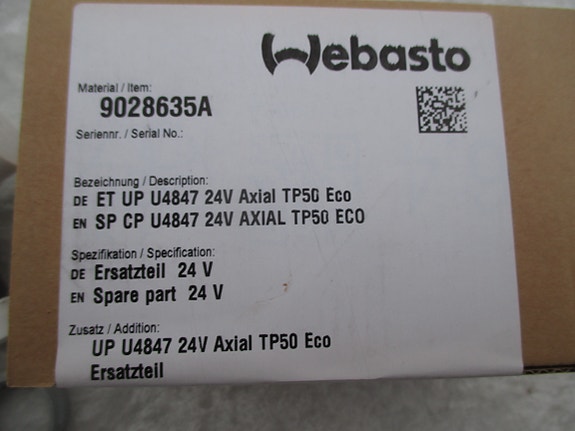 Webasto
Material / Item:
9028635A
Seriennr. / Serial No.:
Bezeichnung / Description:
DE ET UP U4847 24V Axial TP50 Eco
EN SP CP U4847 24V AXIAL TP50 ECO
Spezifikation / Specification:
DE Ersatzteil 24 V
EN Spare part 24 V
Zusatz / Addition:
UP U4847 24V Axial TP50 Eco
Ersatzteil